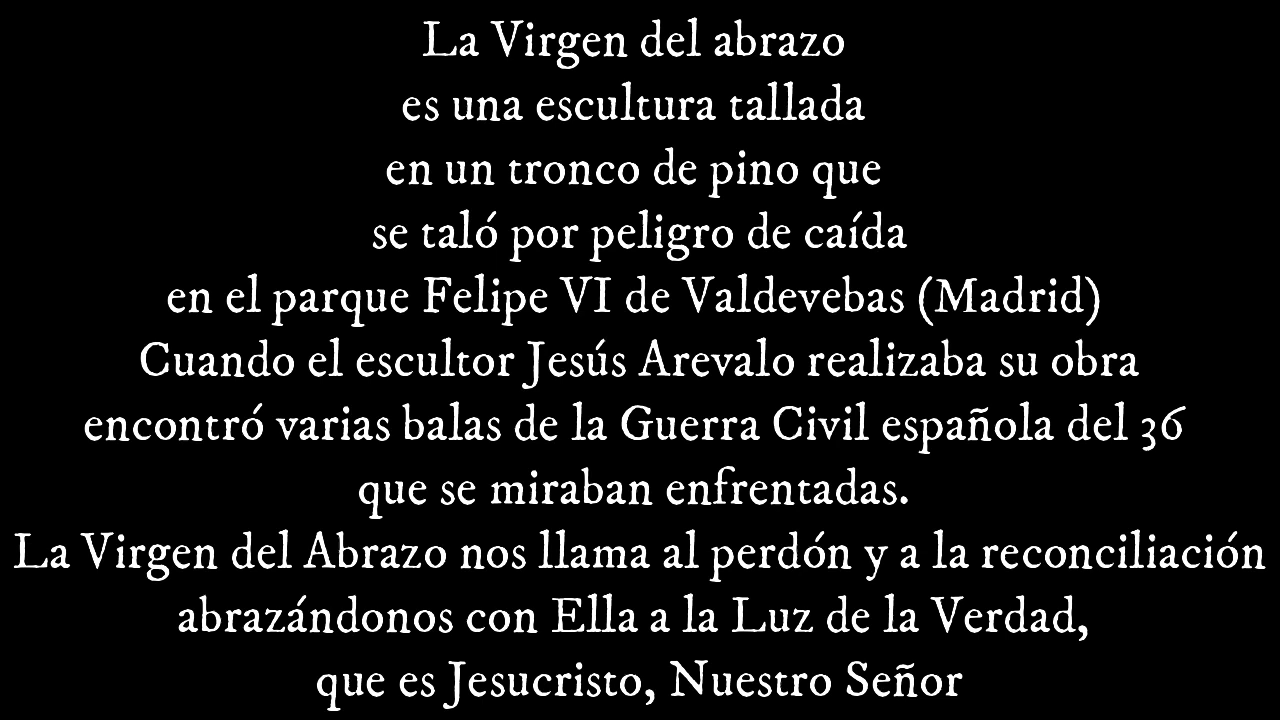 La Virgen del abrazo
es una escultura tallada
en un tronco de pino que
se taló por peligro de caída
en el parque Felipe VI de Valdevebas (Madrid)
Cuando el escultor Jesús Arevalo realizaba su obra
encontró varias balas de la Guerra Civil española del 36
que se miraban enfrentadas.
La Virgen del Abrazo nos llama al perdón y a la reconciliación
abrazándonos con Ella a la Luz de la Verdad,
que es Jesucristo, Nuestro Señor